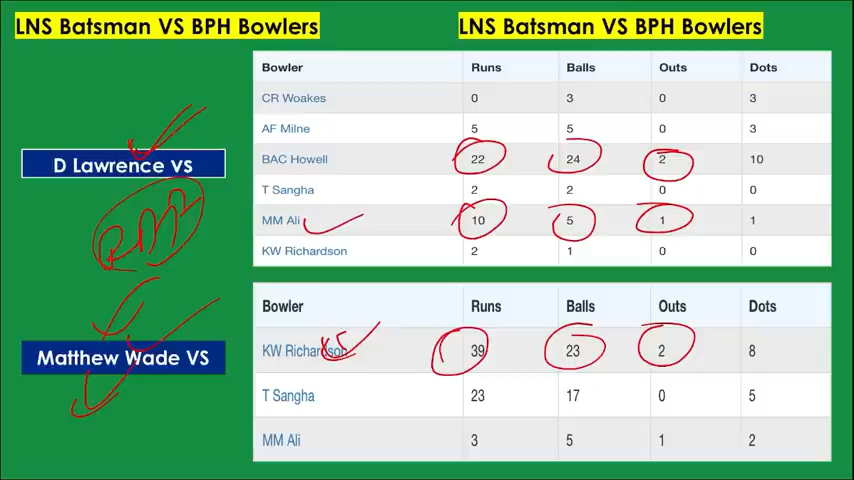 LNS Batsman VS BPH Bowlers
LNS Batsman VS BPH Bowlers
D Lawrence VS
Bowler Runs Balls Outs Dots
CR Woakes 0 3 0 3
AF Milne 5 5 0 3
BAC Howell 22 24 2 10
T Sangha 2 2 0 0
MM Ali 10 5 1 1
KW Richardson 2 1 0 0
Matthew Wade VS
Bowler Runs Balls Outs Dots
KW Richardson 39 23 2 8
T Sangha 23 17 0 5
MM Ali 3 5 1 2